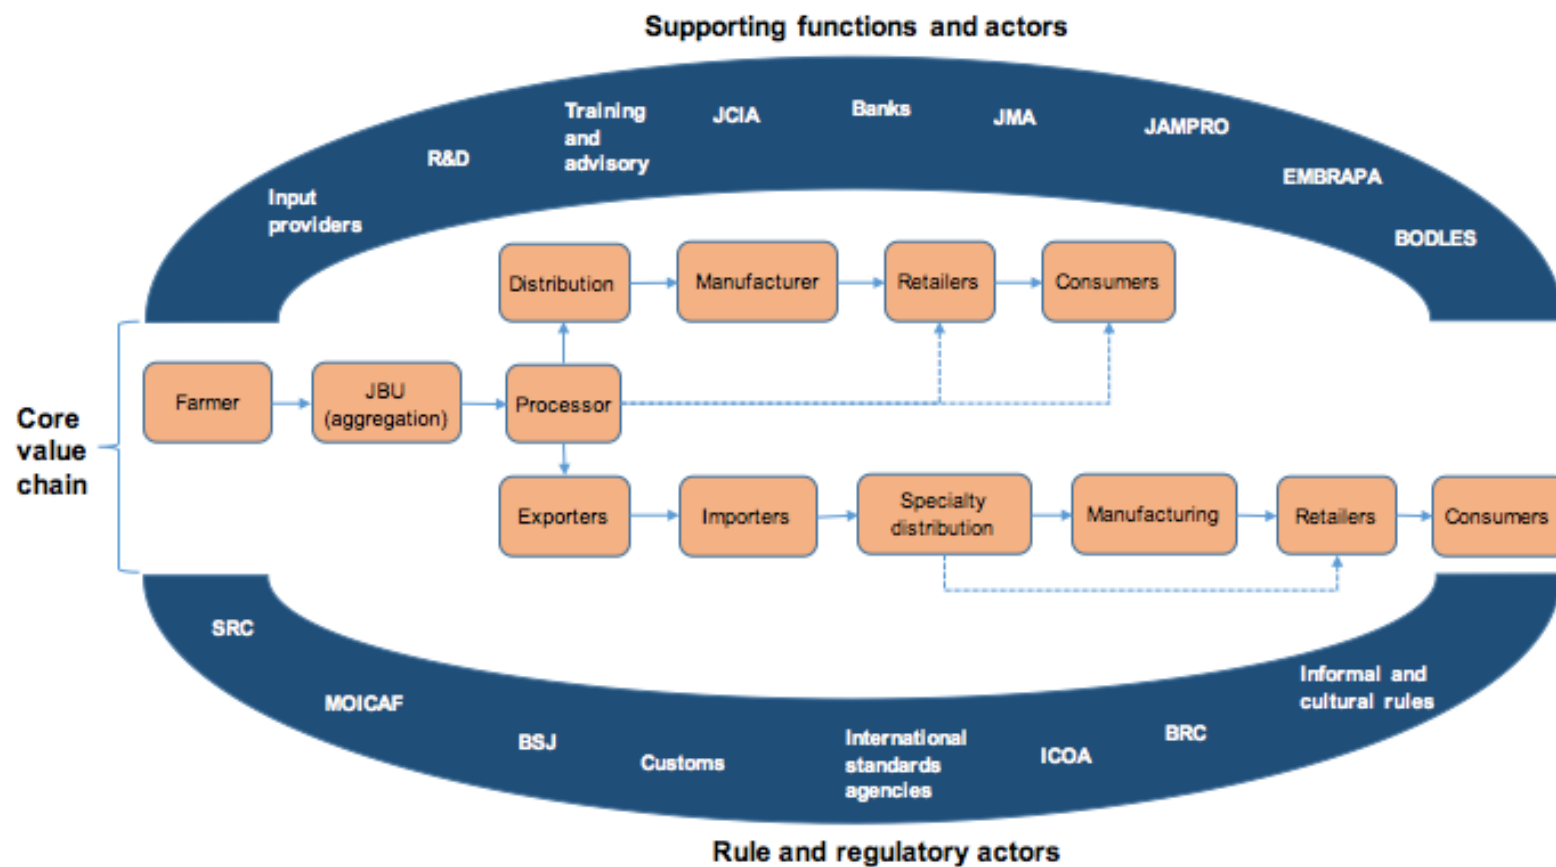 Supporting functions and actors
Input
providers
R&D
Training
and
advisory
JCIA
Banks
JMA
JAMPRO
EMBRAPA
BODLES
Distribution
Manufacturer
Retailers
Consumers
Core
value
chain
Farmer
JBU
(aggregation)
Processor
Exporters
Importers
Specialty
distribution
Manufacturing
Retailers
Consumers
SRC
MOICAF
BSJ
Customs
International
standards
agencies
ICOA
BRC
Informal and
cultural rules
Rule and regulatory actors